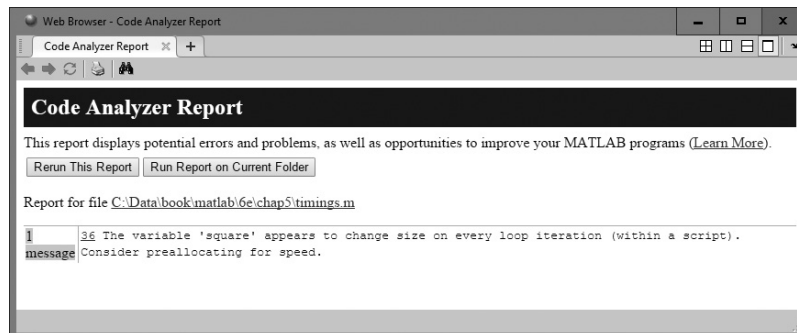 Web Browser - Code Analyzer Report
Code Analyzer Report
Code Analyzer Report
This report displays potential errors and problems, as well as opportunities to improve your MATLAB programs (Learn More).
Rerun This Report Run Report on Current Folder
Report for file C:\Data\book\matlab\6e\chap5\timings.m
1 36 The variable 'square' appears to change size on every loop iteration (within a script).
message Consider preallocating for speed.